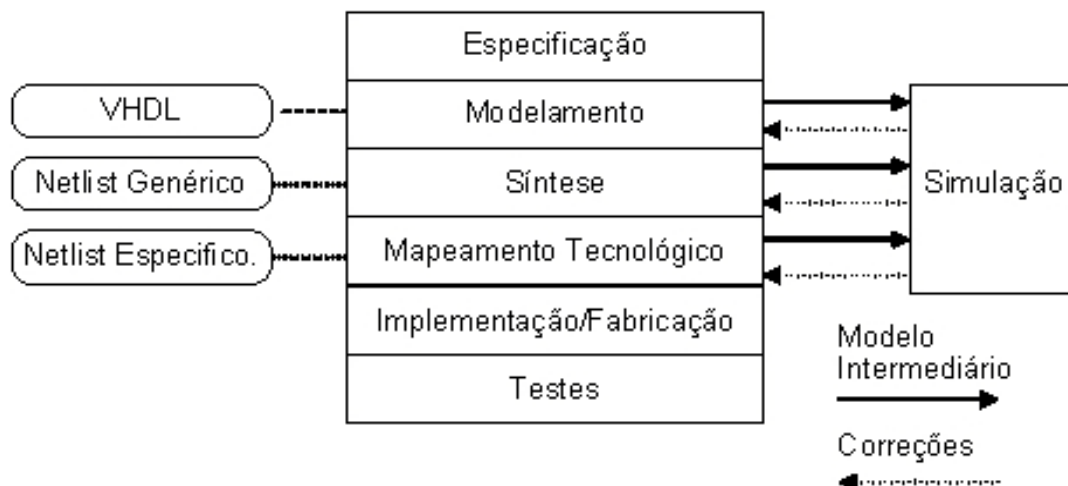 Especificação
VHDL
Modelamento
Netlist Genérico
Síntese
Simulação
Netlist Especifico.
Mapeamento Tecnológico
Implementação/Fabricação
Testes
Modelo
Intermediário
Correções